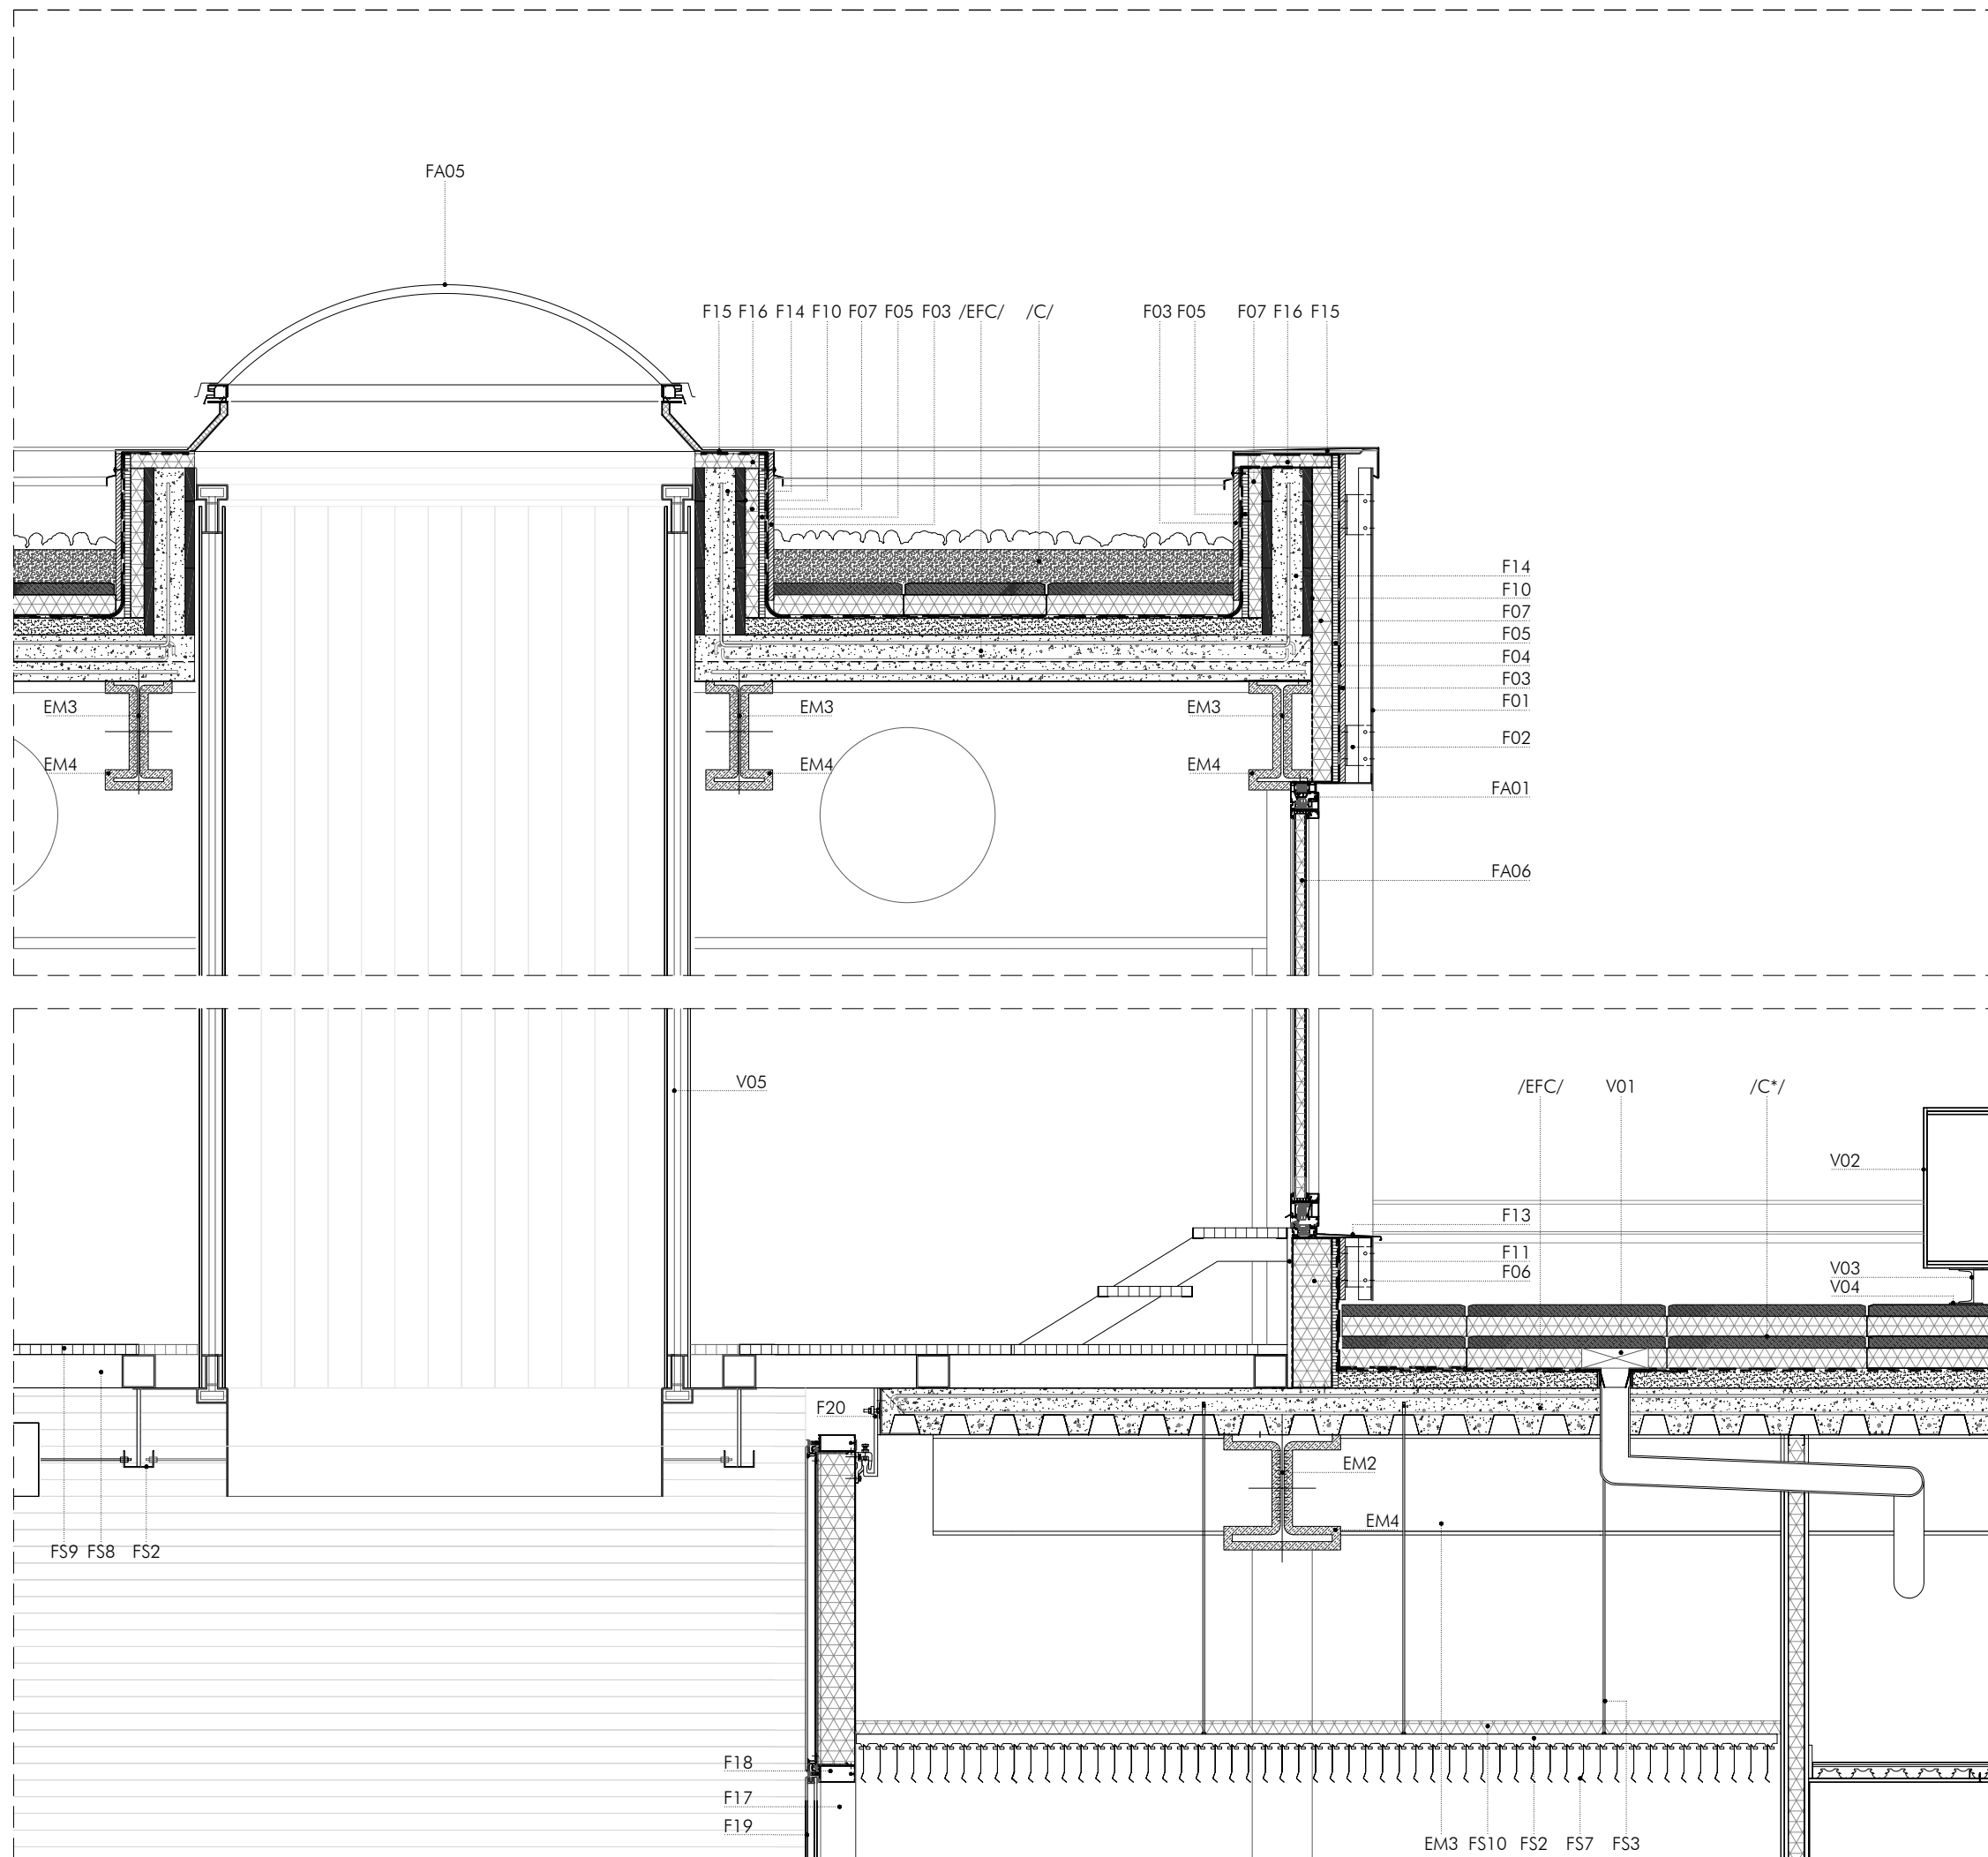 FA05
F15 F16 F14 F10 F07 F05 F03 /EFC/ /C/ F03 F05 F07 F16 F15
F14
F10
F07
F05
F04
F03
F01
F02
EM3 EM3 EM3
EM4 EM4 EM4
FA01
FA06
V05
/EFC/ V01 /C*/
V02
F13
F11
F06
V03
V04
F20
EM2
EM4
FS9 FS8 FS2
F18
F17
F19
EM3 FS10 FS2 FS7 FS3